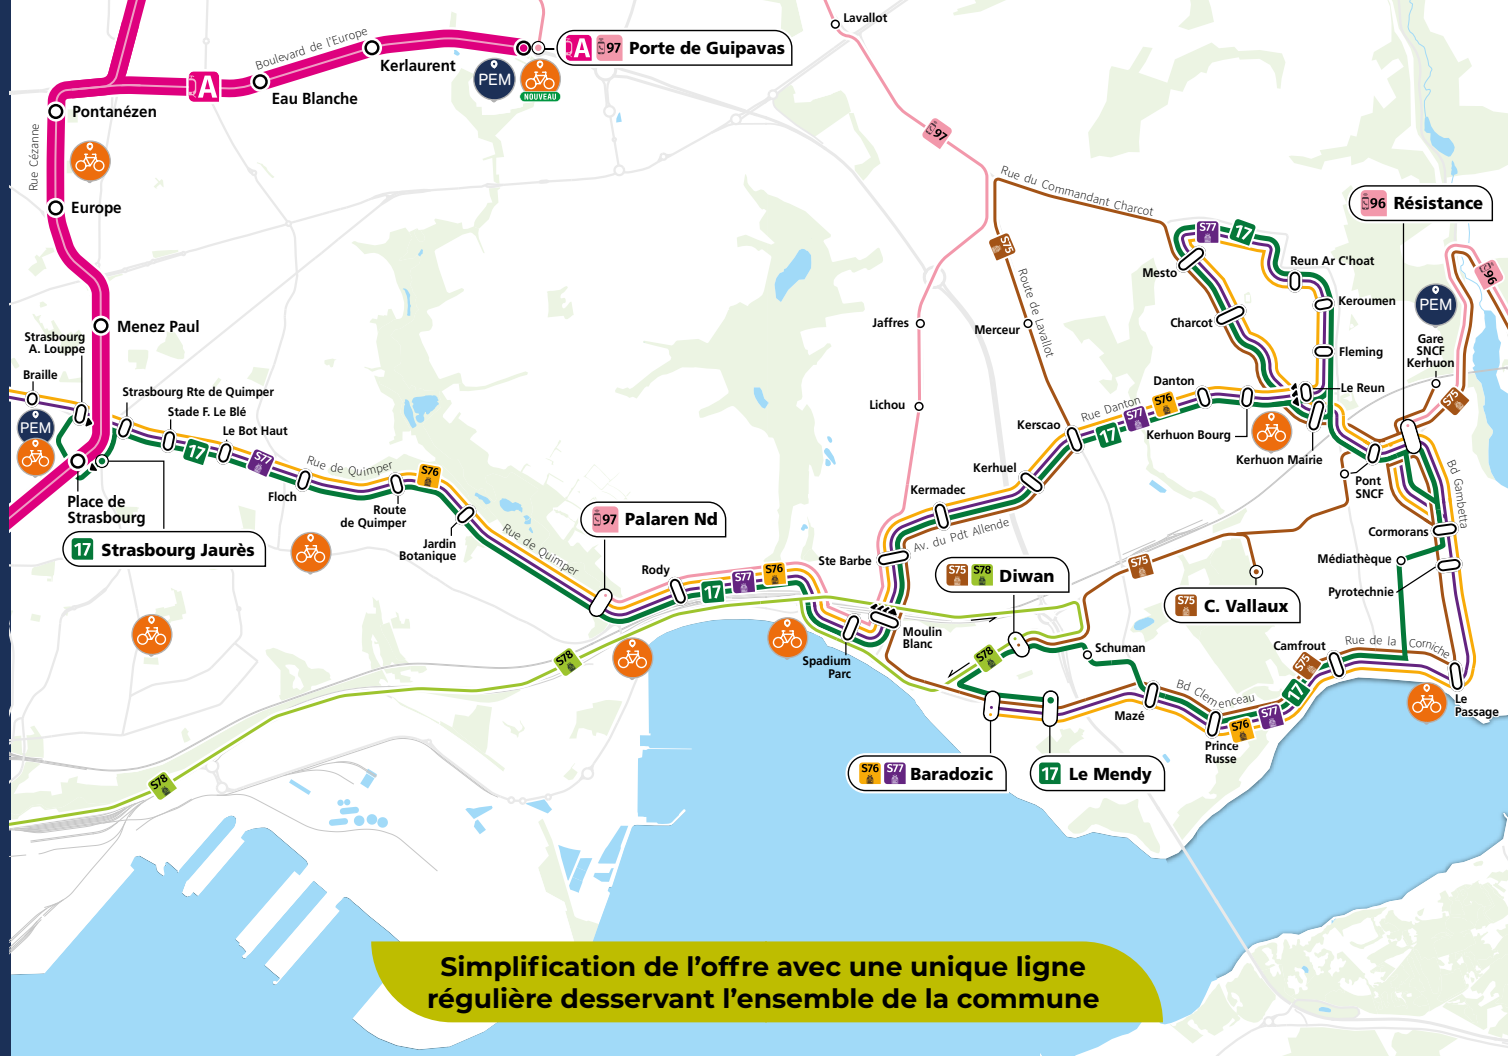 Lavallot
Boulevard de l'Europe
A 97 Porte de Guipavas
Kerlaurent
PEM
NOUVEAU
A
Eau Blanche
Pontanézen
Rue Cézanne
97
Rue du Commandant Charcot
Europe
96 Résistance
S77
17
S75
Mesto
Reun Ar C'hoat
96
Route de Lavallot
Keroumen
PEM
Menez Paul
Jaffres
Merceur
Charcot
Strasbourg
A. Louppe
Gare
SNCF
Kerhuon
Fleming
Braille
Danton
Le Reun
Strasbourg Rte de Quimper
Stade F. Le Blé
Le Bot Haut
PEM
Lichou
Rue Danton
S76
S77
17
S75
Kerscao
Kerhuon Bourg
17
S77
Rue de Quimper
S76
Kerhuon Mairie
Kerhuel
Pont
SNCF
Bd Gambetta
Floch
Kermadec
Place de
Strasbourg
Route
de Quimper
97 Palaren Nd
Rue de Quimper
Av. du Pdt Allende
Cormorans
17 Strasbourg Jaurès
Jardin
Botanique
Ste Barbe
Médiathèque
Rody
17
S77
S76
S75 S78 Diwan
S75
Pyrotechnie
S75 C. Vallaux
Moulin
Blanc
Camfrout
Rue de la Corniche
S78
Spadium
Parc
S78
Schuman
S75
17
Bd Clemenceau
Le
Passage
Mazé
S76
S77
Prince
Russe
S78
S76 S77 Baradozic
17 Le Mendy
Simplification de l’offre avec une unique ligne
régulière desservant l’ensemble de la commune